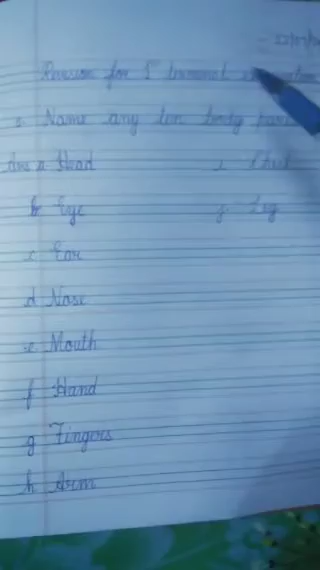 Revision for 1st terminal
Name any ten body
Ans a Head i Chest
b Eye j Leg
c Ear
d Nose
e Mouth
f Hand
g Fingers
h Arm